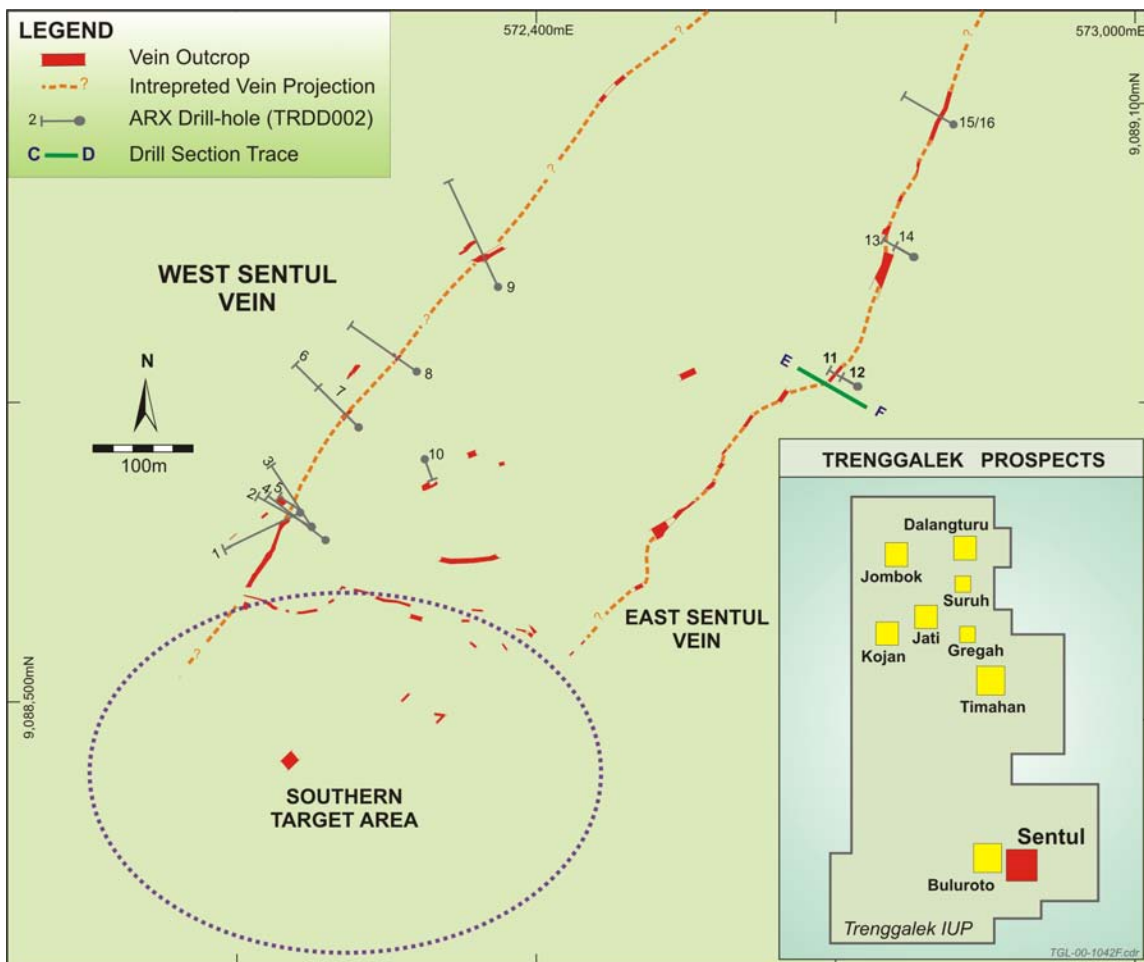 LEGEND
Vein Outcrop
?
Intrepreted Vein Projection
2
ARX Drill-hole (TRDD002)
C
D
Drill Section Trace
572,400mE
573,000mE
9,089,100mN
?
?
15/16
?
13
14
WEST SENTUL
VEIN
9
?
N
100m
6
7
8
E
11
12
F
3
10
2
4
5
1
?
EAST SENTUL
VEIN
?
9,088,500mN
SOUTHERN
TARGET AREA
TRENGGALEK PROSPECTS
Dalangturu
Jombok
Suruh
Jati
Kojan
Gregah
Timahan
Sentul
Buluroto
Trenggalek IUP
TGL-00-1042F.cdr